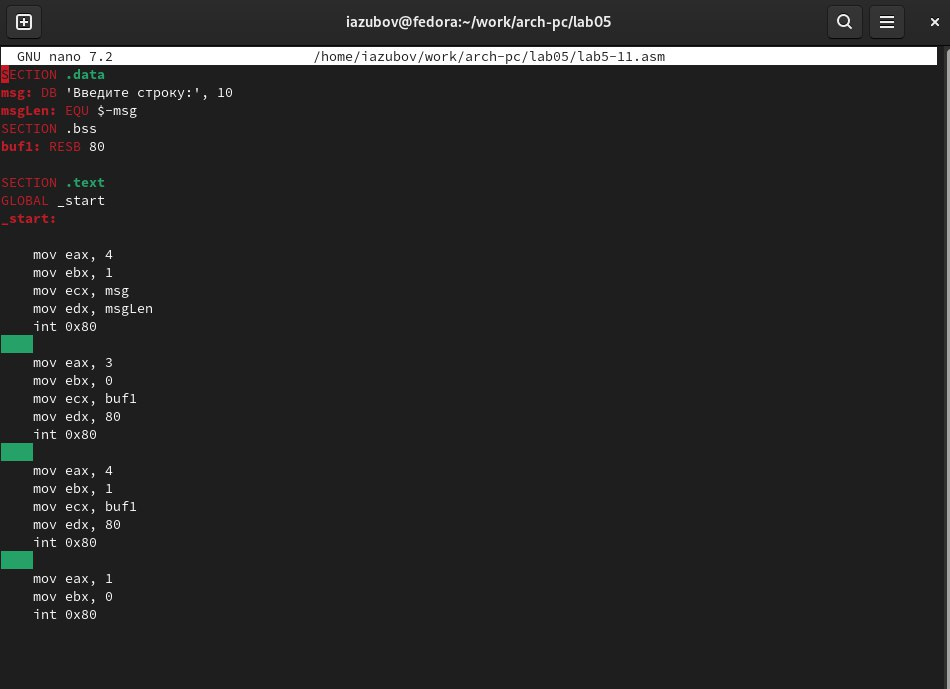 iazubov@fedora:~/work/arch-pc/lab05
GNU nano 7.2 /home/iazubov/work/arch-pc/lab05/lab5-11.asm
SECTION .data
msg: DB 'Введите строку:', 10
msgLen: EQU $-msg
SECTION .bss
buf1: RESB 80
SECTION .text
GLOBAL _start
_start:
mov eax, 4
mov ebx, 1
mov ecx, msg
mov edx, msgLen
int 0x80
mov eax, 3
mov ebx, 0
mov ecx, buf1
mov edx, 80
int 0x80
mov eax, 4
mov ebx, 1
mov ecx, buf1
mov edx, 80
int 0x80
mov eax, 1
mov ebx, 0
int 0x80